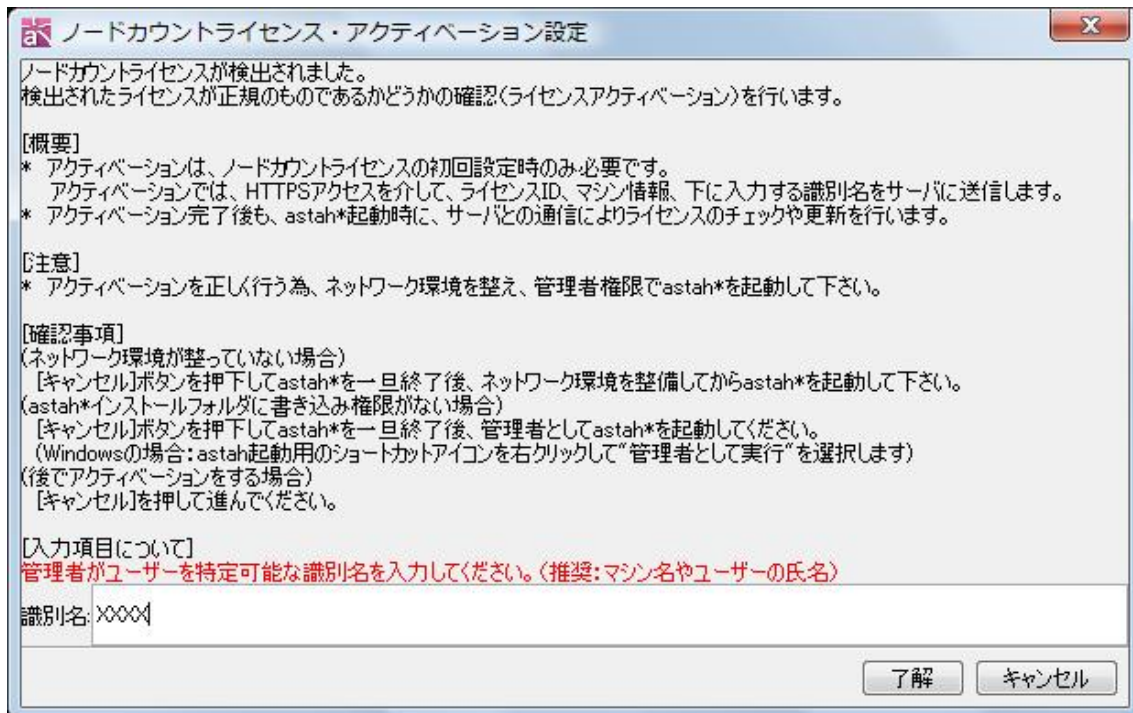 ノードカウントライセンス・アクティベーション設定
ノードカウントライセンスが検出されました。
検出されたライセンスが正規のものであるかどうかの確認(ライセンスアクティベーション)を行います。
[概要]
* アクティベーションは、ノードカウントライセンスの初回設定時のみ必要です。
アクティベーションでは、HTTPSアクセスを介して、ライセンスID、マシン情報、下に入力する識別名をサーバに送信します。
* アクティベーション完了後も、astah*起動時に、サーバとの通信によりライセンスのチェックや更新を行います。
[注意]
* アクティベーションを正しく行う為、ネットワーク環境を整え、管理者権限でastah*を起動して下さい。
[確認事項]
(ネットワーク環境が整っていない場合)
[キャンセル]ボタンを押下してastah*を一旦終了後、ネットワーク環境を整備してからastah*を起動して下さい。
(astah*インストールフォルダに書き込み権限がない場合)
[キャンセル]ボタンを押下してastah*を一旦終了後、管理者としてastah*を起動してください。
(Windowsの場合:astah起動用のショートカットアイコンを右クリックして"管理者として実行"を選択します)
(後でアクティベーションをする場合)
[キャンセル]を押して進んでください。
[入力項目について]
管理者がユーザーを特定可能な識別名を入力してください。(推奨:マシン名やユーザーの氏名)
識別名: XXXX
了解 キャンセル